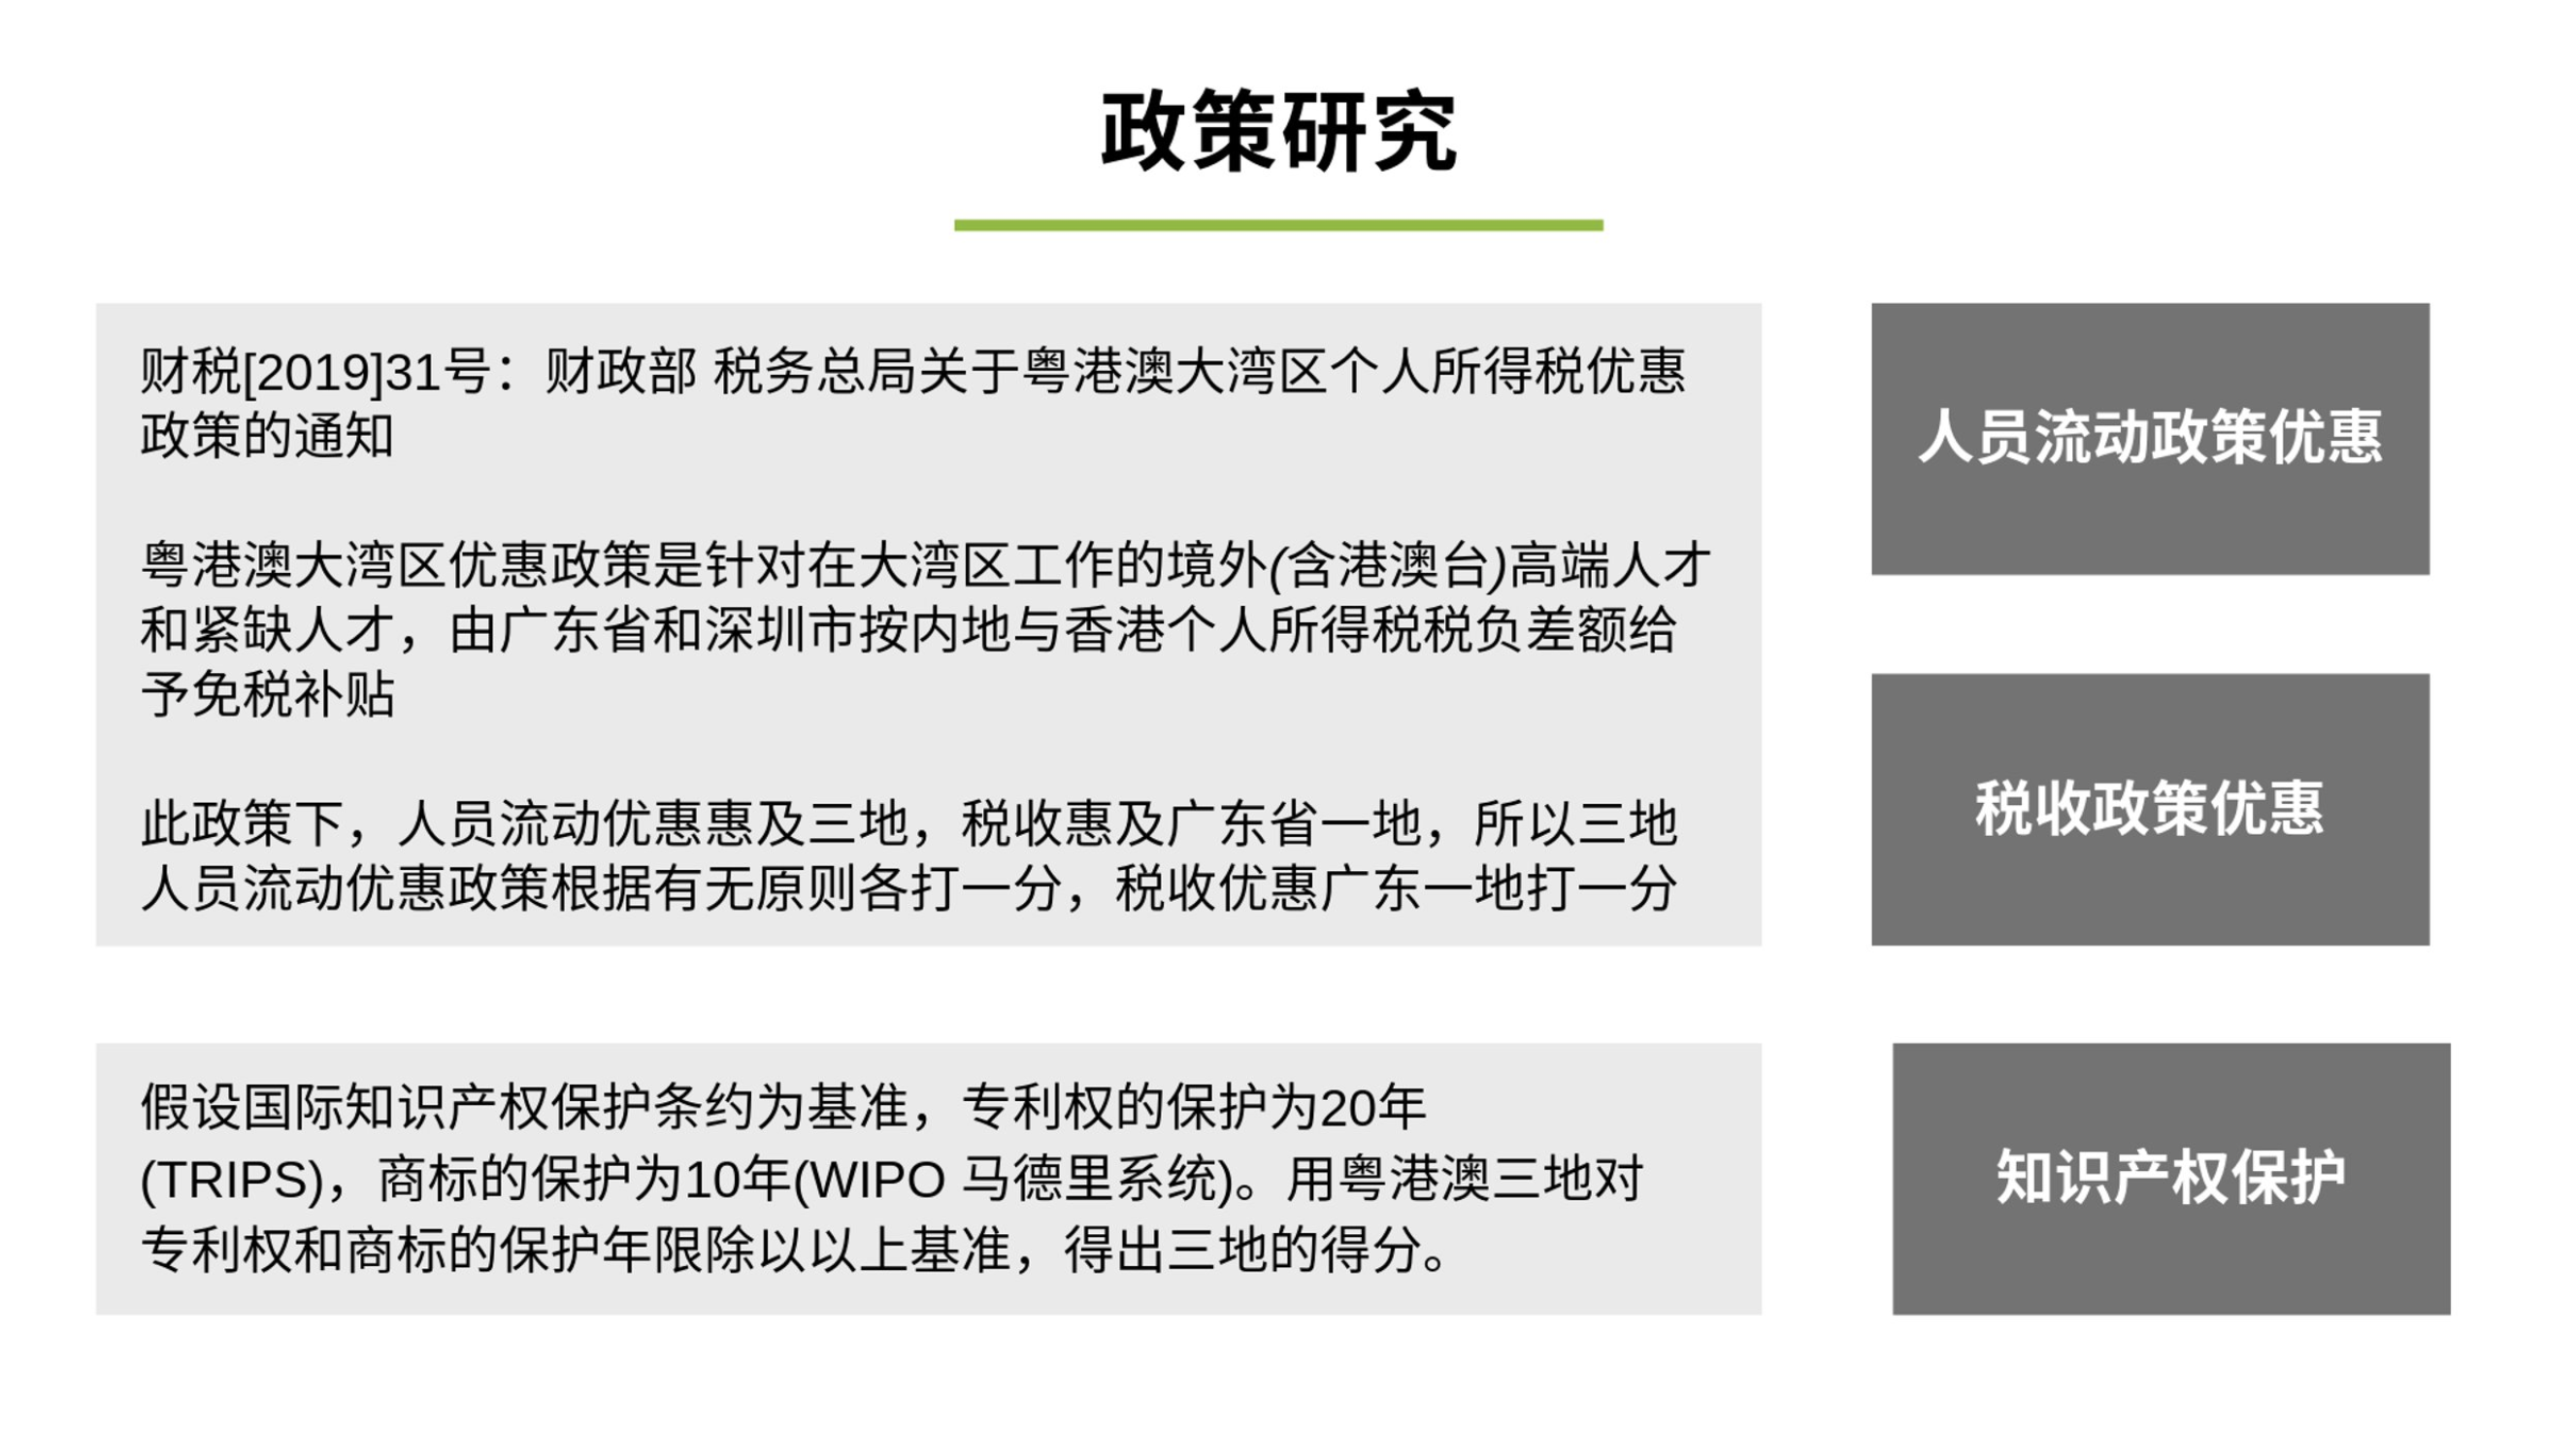 政策研究
财税[2019]31号：财政部 税务总局关于粤港澳大湾区个人所得税优惠
政策的通知
粤港澳大湾区优惠政策是针对在大湾区工作的境外(含港澳台)高端人才
和紧缺人才，由广东省和深圳市按内地与香港个人所得税税负差额给
予免税补贴
此政策下，人员流动优惠惠及三地，税收惠及广东省一地，所以三地
人员流动优惠政策根据有无原则各打一分，税收优惠广东一地打一分
人员流动政策优惠
税收政策优惠
假设国际知识产权保护条约为基准，专利权的保护为20年
(TRIPS)，商标的保护为10年(WIPO 马德里系统)。用粤港澳三地对
专利权和商标的保护年限除以以上基准，得出三地的得分。
知识产权保护